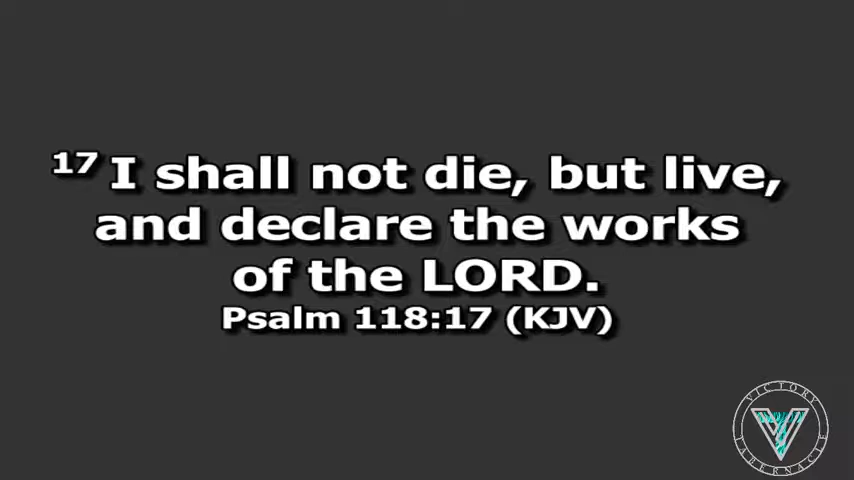 17 I shall not die, but live,
and declare the works
of the LORD.
Psalm 118:17 (KJV)
VICTORY
TABERNACLE